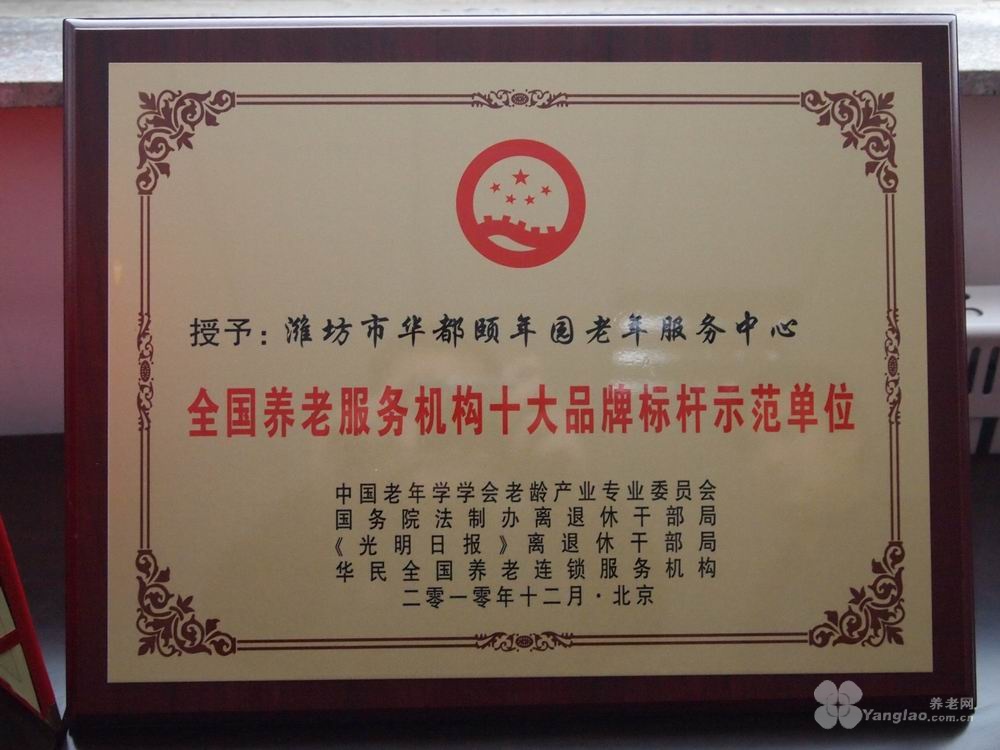 授予：潍坊市华都颐年园老年服务中心
全国养老服务机构十大品牌标杆示范单位
中国老年学学会老龄产业专业委员会
国务院法制办离退休干部局
《光明日报》离退休干部局
华民全国养老连锁服务机构
二零一零年十二月·北京
养老网
Yanglao.com.cn